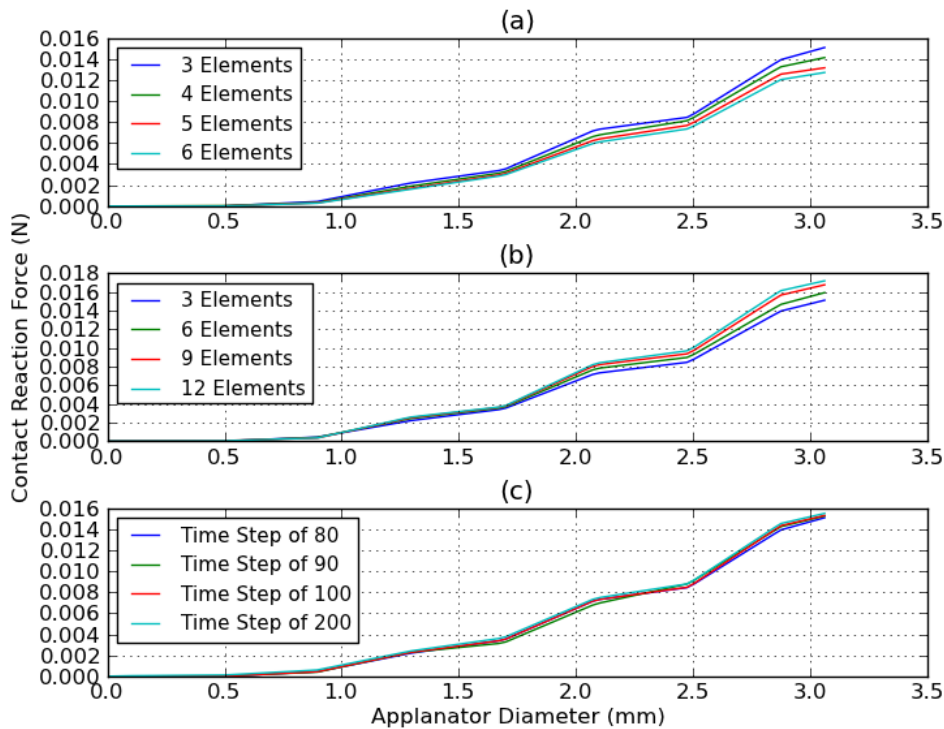 (a)
0.016
0.014
0.012
0.010
0.008
0.006
0.004
0.002
0.000
3 Elements
4 Elements
5 Elements
6 Elements
0.0 0.5 1.0 1.5 2.0 2.5 3.0 3.5
Contact Reaction Force (N)
(b)
0.018
0.016
0.014
0.012
0.010
0.008
0.006
0.004
0.002
0.000
3 Elements
6 Elements
9 Elements
12 Elements
0.0 0.5 1.0 1.5 2.0 2.5 3.0 3.5
(c)
0.016
0.014
0.012
0.010
0.008
0.006
0.004
0.002
0.000
Time Step of 80
Time Step of 90
Time Step of 100
Time Step of 200
0.0 0.5 1.0 1.5 2.0 2.5 3.0 3.5
Applanator Diameter (mm)